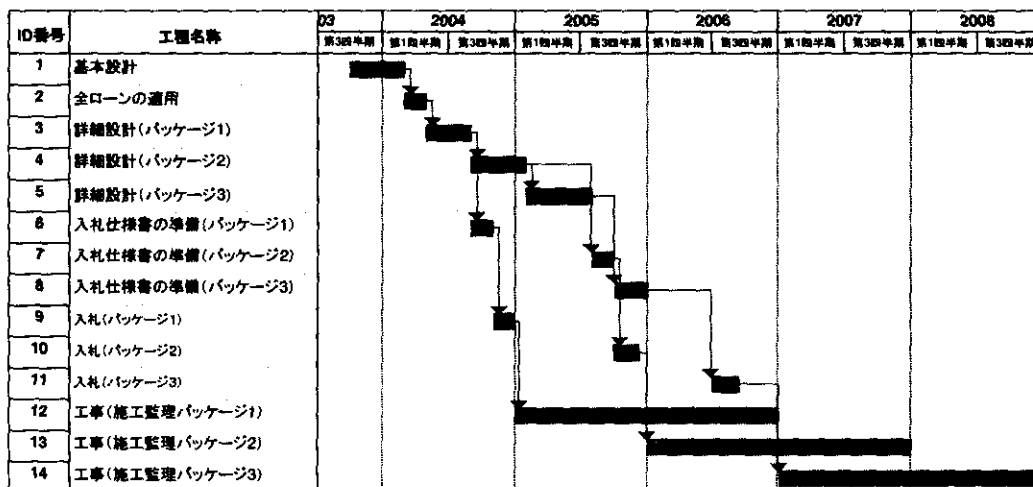 ID番号 工種名称 03 2004 2005 2006 2007 2008
第3四半期 第1四半期 第3四半期 第1四半期 第3四半期 第1四半期 第3四半期 第1四半期 第3四半期 第1四半期 第3四半期
1 基本設計
2 全ローンの適用
3 詳細設計(パッケージ1)
4 詳細設計(パッケージ2)
5 詳細設計(パッケージ3)
6 入札仕様書の準備(パッケージ1)
7 入札仕様書の準備(パッケージ2)
8 入札仕様書の準備(パッケージ3)
9 入札(パッケージ1)
10 入札(パッケージ2)
11 入札(パッケージ3)
12 工事(施工監理パッケージ1)
13 工事(施工監理パッケージ2)
14 工事(施工監理パッケージ3)